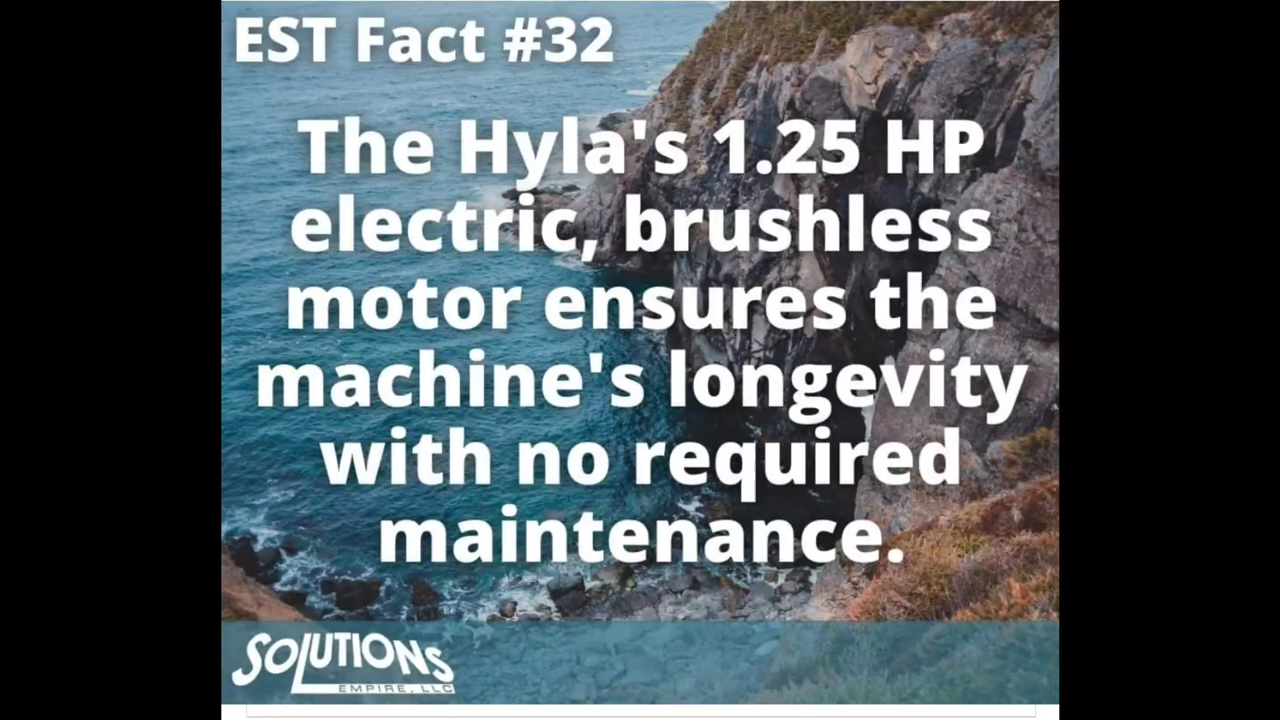 EST Fact #32
The Hyla's 1.25 HP
electric, brushless
motor ensures the
machine's longevity
with no required
maintenance.
SOLUTIONS
EMPIRE, LLC